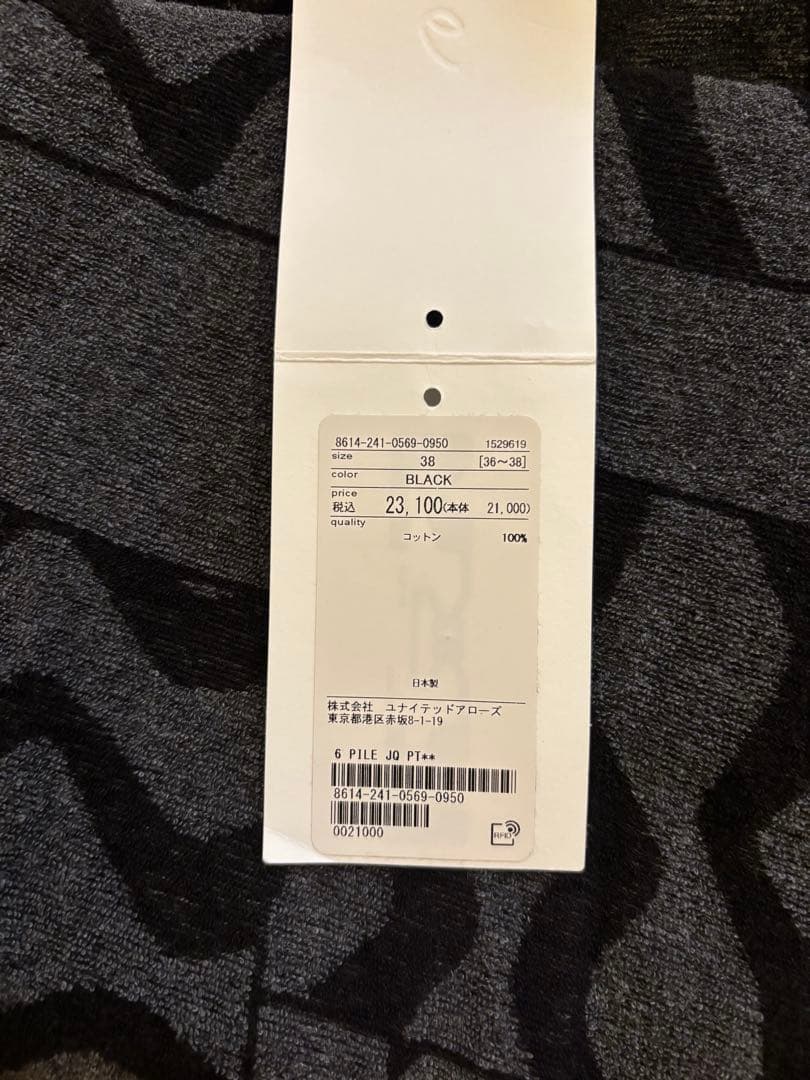 e
8614-241-0569-0950 1529619
size 38 [36~38]
color BLACK
price
税込 23,100(本体 21,000)
quality
コットン 100%
日本製
株式会社 ユナイテッドアローズ
東京都港区赤坂8-1-19
6 PILE JQ PT**
8614-241-0569-0950
0021000
RFID